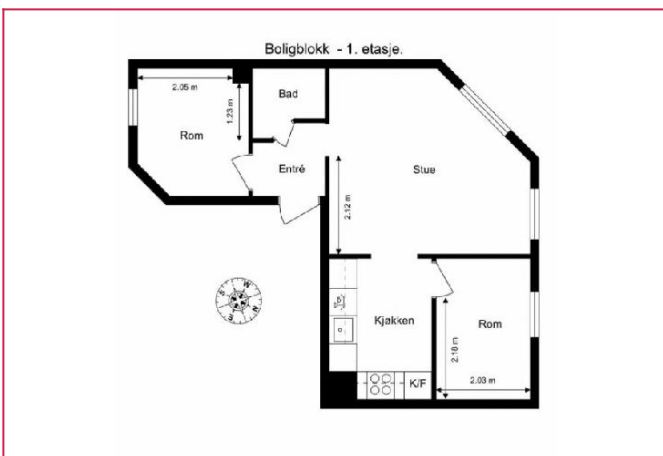 Boligblokk - 1. etasje.
2.05 m
Bad
1.23 m
Rom
Entré
Stue
2.12 m
S W N E
Kjøkken
Rom
2.10 m
2.03 m
K/F